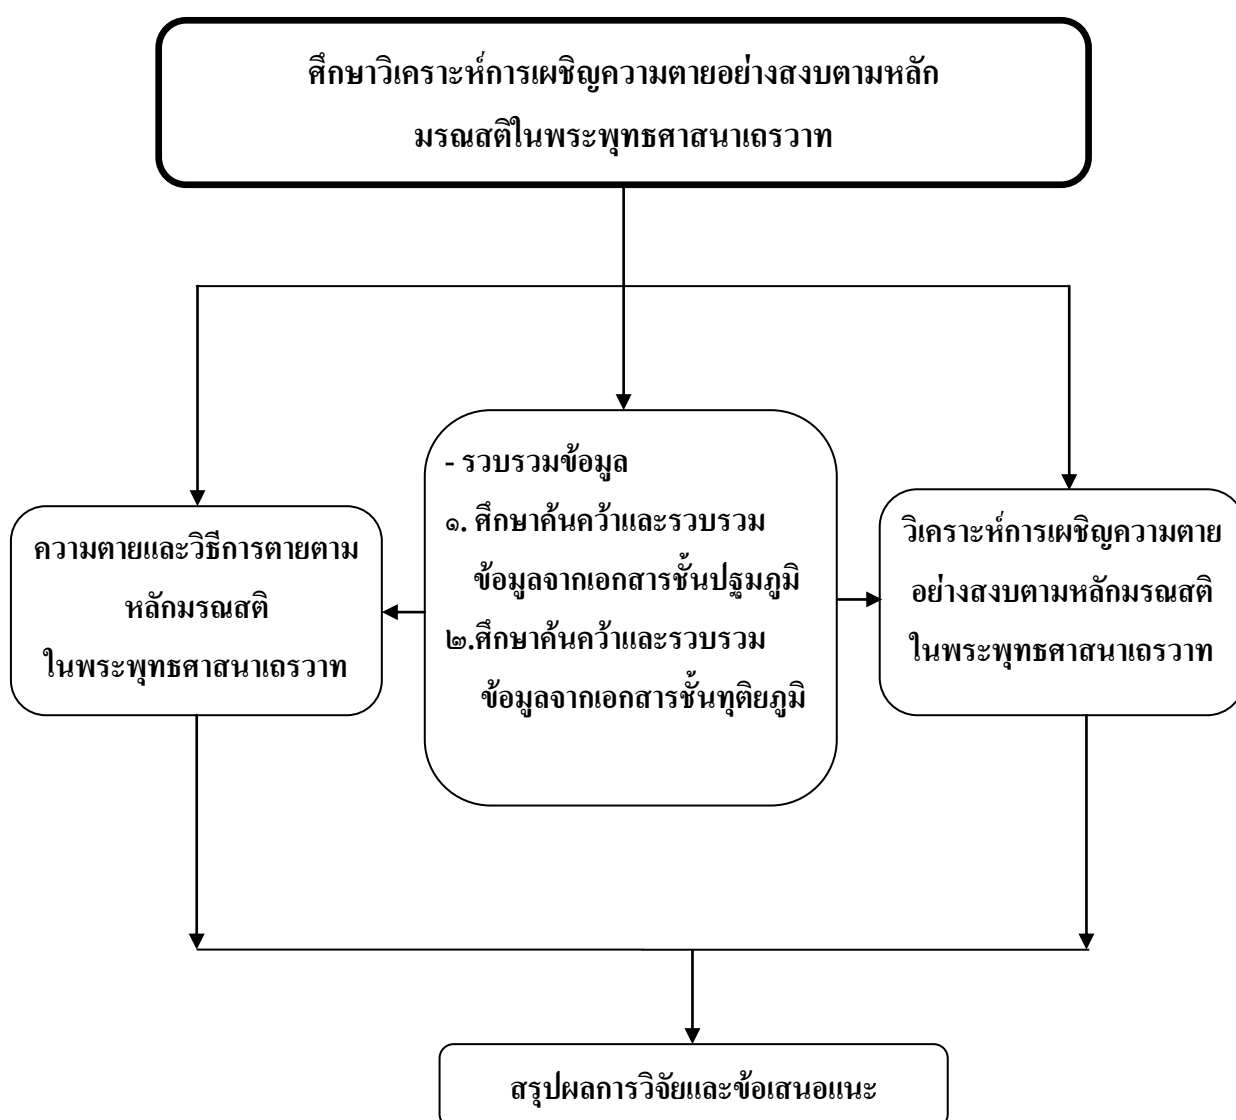 ศึกษาวิเคราะห์การเผชิญความตายอย่างสงบตามหลัก
มรณสติในพระพุทธศาสนาเถรวาท
ความตายและวิธีการตายตาม
หลักมรณสติ
ในพระพุทธศาสนาเถรวาท
- รวบรวมข้อมูล
๑. ศึกษาค้นคว้าและรวบรวม
ข้อมูลจากเอกสารชั้นปฐมภูมิ
๒.ศึกษาค้นคว้าและรวบรวม
ข้อมูลจากเอกสารชั้นทุติยภูมิ
วิเคราะห์การเผชิญความตาย
อย่างสงบตามหลักมรณสติ
ในพระพุทธศาสนาเถรวาท
สรุปผลการวิจัยและข้อเสนอแนะ